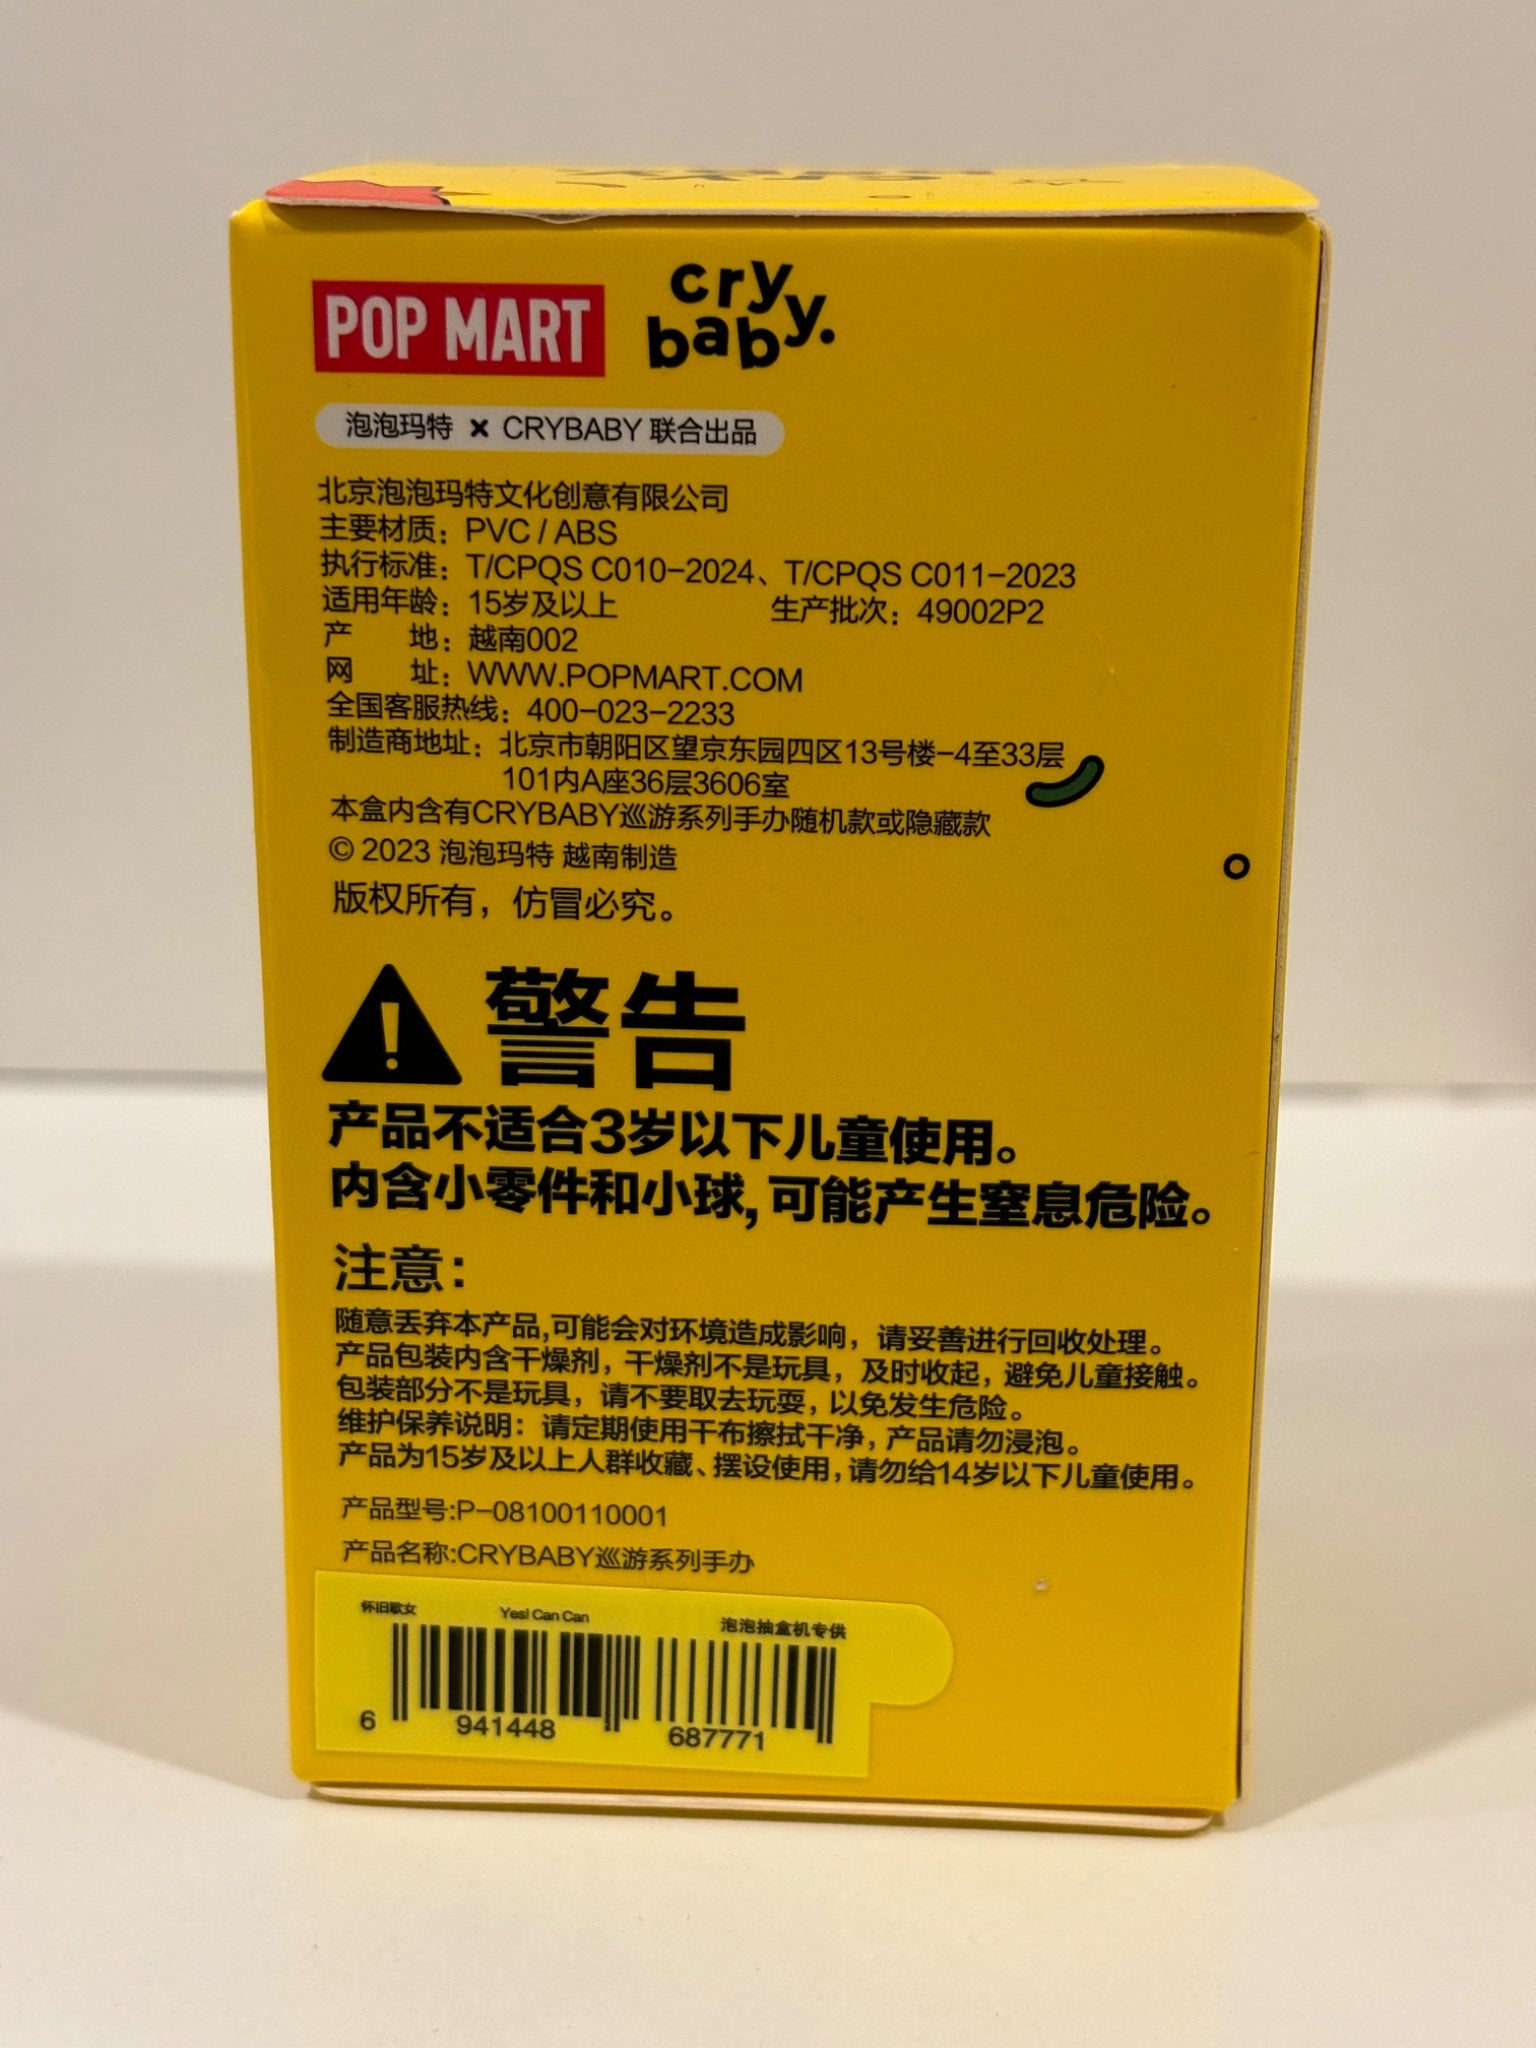 POP MART
cry
baby.
泡泡玛特 × CRYBABY 联合出品
北京泡泡玛特文化创意有限公司
主要材质：PVC / ABS
执行标准：T/CPQS C010-2024、T/CPQS C011-2023
适用年龄：15岁及以上 生产批次：49002P2
产 地：越南002
网 址：WWW.POPMART.COM
全国客服热线：400-023-2233
制造商地址：北京市朝阳区望京东园四区13号楼-4至33层
101内A座36层3606室
本盒内含有CRYBABY巡游系列手办随机款或隐藏款
© 2023 泡泡玛特 越南制造
版权所有，仿冒必究。
警告
产品不适合3岁以下儿童使用。
内含小零件和小球,可能产生窒息危险。
注意：
随意丢弃本产品,可能会对环境造成影响，请妥善进行回收处理。
产品包装内含干燥剂，干燥剂不是玩具，及时收起，避免儿童接触。
包装部分不是玩具，请不要取去玩耍，以免发生危险。
维护保养说明：请定期使用干布擦拭干净，产品请勿浸泡。
产品为15岁及以上人群收藏、摆设使用，请勿给14岁以下儿童使用。
产品型号:P-08100110001
产品名称:CRYBABY巡游系列手办
怀旧歌女 Yes! Can Can 泡泡抽盒机专供
6 941448 687771